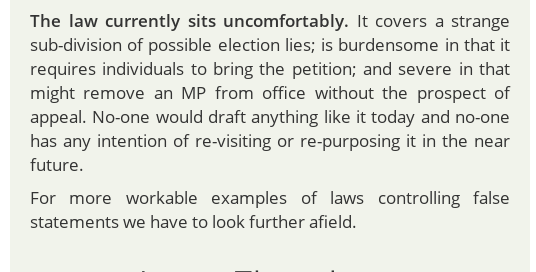 The law currently sits uncomfortably. It covers a strange
sub-division of possible election lies; is burdensome in that it
requires individuals to bring the petition; and severe in that
might remove an MP from office without the prospect of
appeal. No-one would draft anything like it today and no-one
has any intention of re-visiting or re-purposing it in the near
future.
For more workable examples of laws controlling false
statements we have to look further afield.